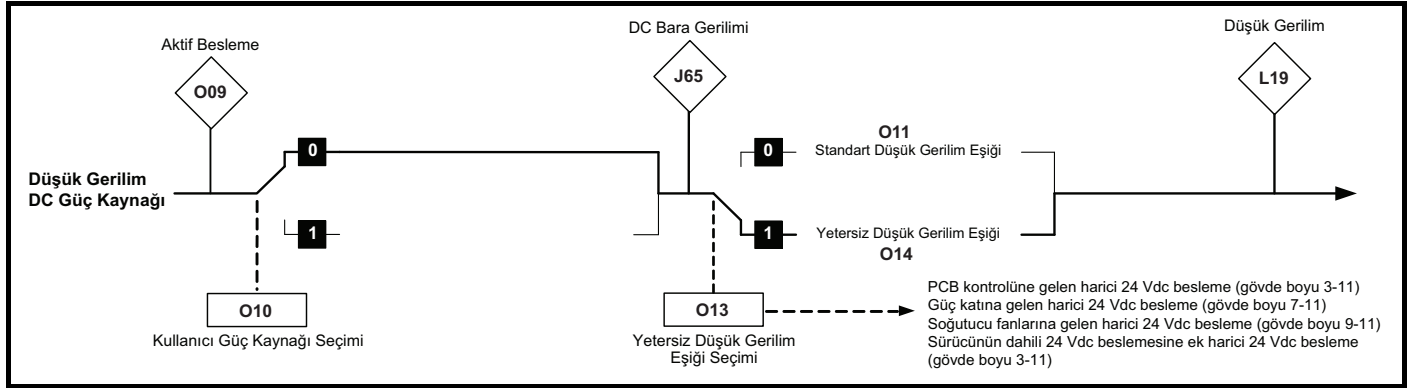 Aktif Besleme
O09
DC Bara Gerilimi
J65
Düşük Gerilim
L19
Düşük Gerilim
DC Güç Kaynağı
0
1
0
O11
Standart Düşük Gerilim Eşiği
1
Yetersiz Düşük Gerilim Eşiği
O14
O10
Kullanıcı Güç Kaynağı Seçimi
O13
Yetersiz Düşük Gerilim
Eşiği Seçimi
PCB kontrolüne gelen harici 24 Vdc besleme (gövde boyu 3-11)
Güç katına gelen harici 24 Vdc besleme (gövde boyu 7-11)
Soğutucu fanlarına gelen harici 24 Vdc besleme (gövde boyu 9-11)
Sürücünün dahili 24 Vdc beslemesine ek harici 24 Vdc besleme
(gövde boyu 3-11)